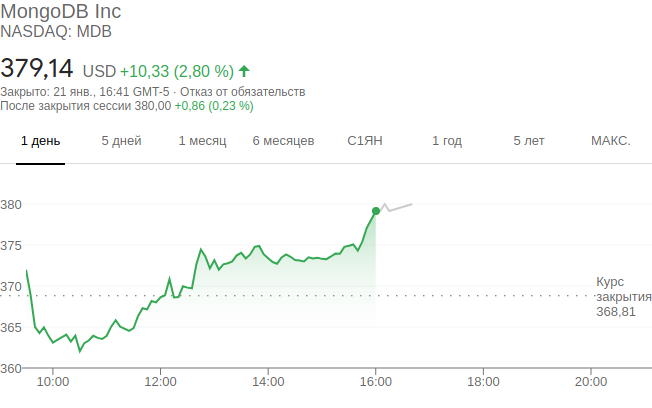 MongoDB Inc
NASDAQ: MDB
379,14 USD +10,33 (2,80 %)
Закрыто: 21 янв., 16:41 GMT-5 · Отказ от обязательств
После закрытия сессии 380,00 +0,86 (0,23 %)
1 день 5 дней 1 месяц 6 месяцев С1ЯН 1 год 5 лет МАКС.
380
375
370
365
360
Курс
закрытия
368,81
10:00 12:00 14:00 16:00 18:00 20:00